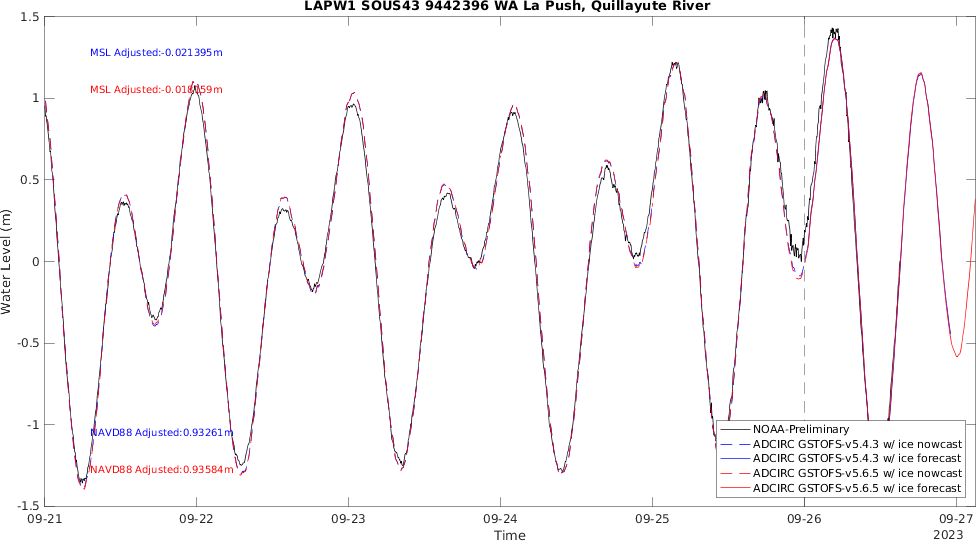 LAPW1 SOUS43 9442396 WA La Push, Quillayute River
Water Level (m)
1.5
1
0.5
0
-0.5
-1
-1.5
MSL Adjusted:-0.021395m
MSL Adjusted:
NAVD88 Adjusted:0.93261m
NAVD88 Adjusted:0.93584m
NOAA-Preliminary
ADCIRC GSTOFS-v5.4.3 w/ ice nowcast
ADCIRC GSTOFS-v5.4.3 w/ ice forecast
ADCIRC GSTOFS-v5.6.5 w/ ice nowcast
ADCIRC GSTOFS-v5.6.5 w/ ice forecast
09-21 09-22 09-23 09-24 09-25 09-26 09-27
Time
2023